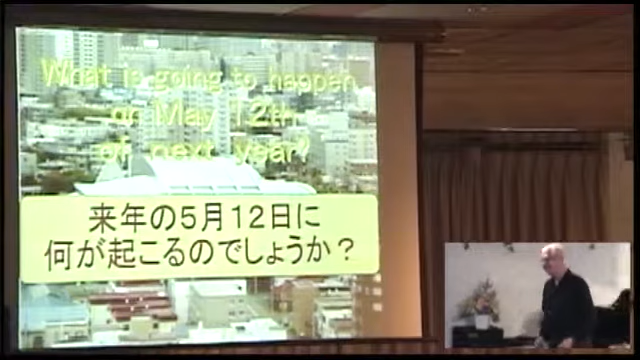 What is going to happen
on May 12th
of next year?
来年の5月12日に
何が起こるのでしょうか？